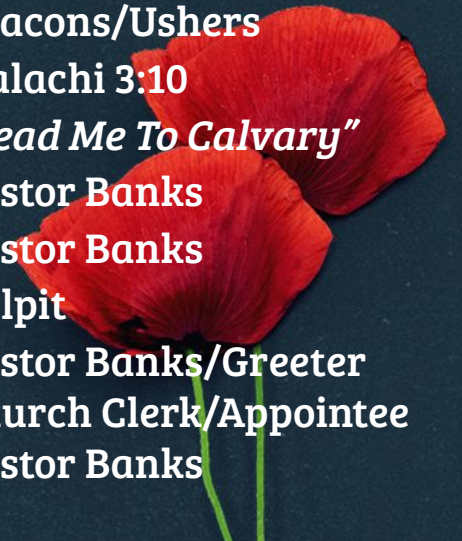 acons/Ushers
alachi 3:10
ead Me To Calvary”
stor Banks
stor Banks
lpit
stor Banks/Greeter
urch Clerk/Appointee
stor Banks